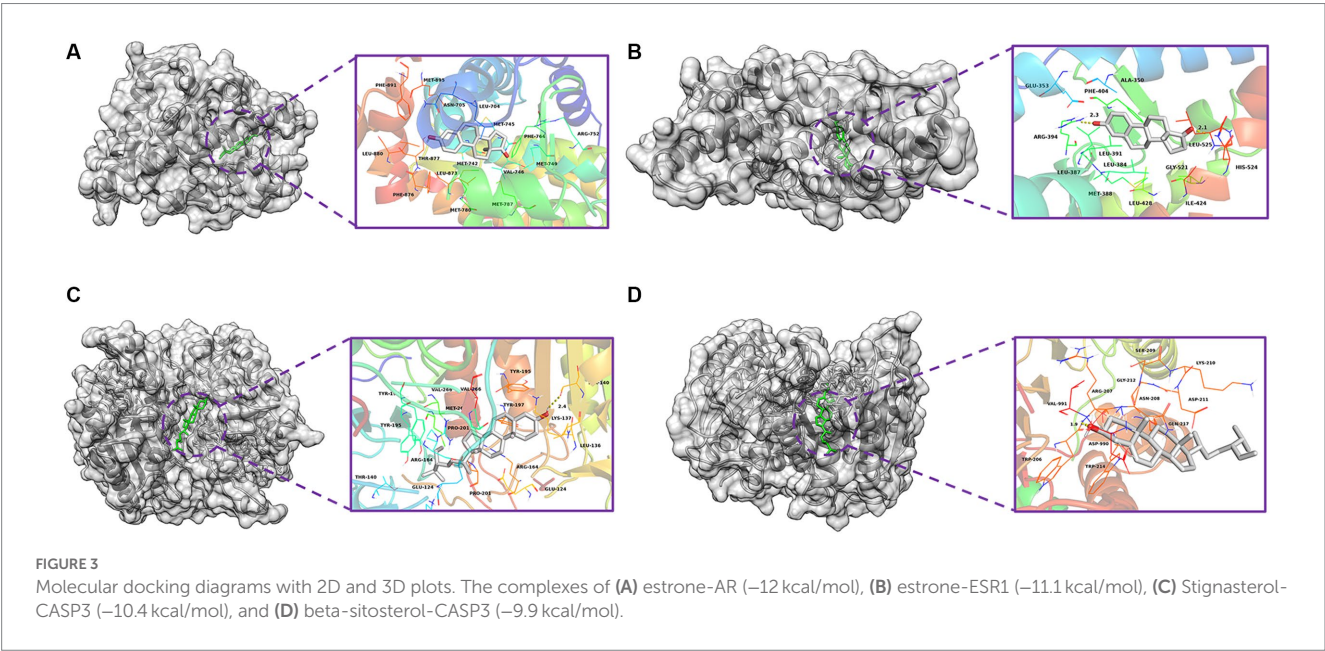 A
PHE-891
MET-895
ASN-705
LEU-704
MET-745
PHE-764
ARG-752
LEU-880
THR-877
MET-742
MET-749
VAL-746
LEU-873
PHE-876
MET-780
MET-787
B
GLU-353
ALA-350
PHE-404
2.3
2.1
ARG-394
LEU-525
LEU-391
LEU-384
GLY-521
HIS-524
LEU-387
MET-388
LEU-428
ILE-424
C
TYR-195
VAL-266
VAL-266
TYR-1
MET-26
140
2.4
TYR-195
TYR-197
PRO-201
LYS-137
LEU-136
ARG-164
ARG-164
THR-140
GLU-124
PRO-201
GLU-124
D
SER-209
LYS-210
GLY-212
ARG-207
VAL-991
ASN-208
ASP-211
1.9
GLN-217
ASP-990
TRP-206
TRP-214
FIGURE 3
Molecular docking diagrams with 2D and 3D plots. The complexes of (A) estrone-AR (−12 kcal/mol), (B) estrone-ESR1 (−11.1 kcal/mol), (C) Stignasterol-
CASP3 (−10.4 kcal/mol), and (D) beta-sitosterol-CASP3 (−9.9 kcal/mol).